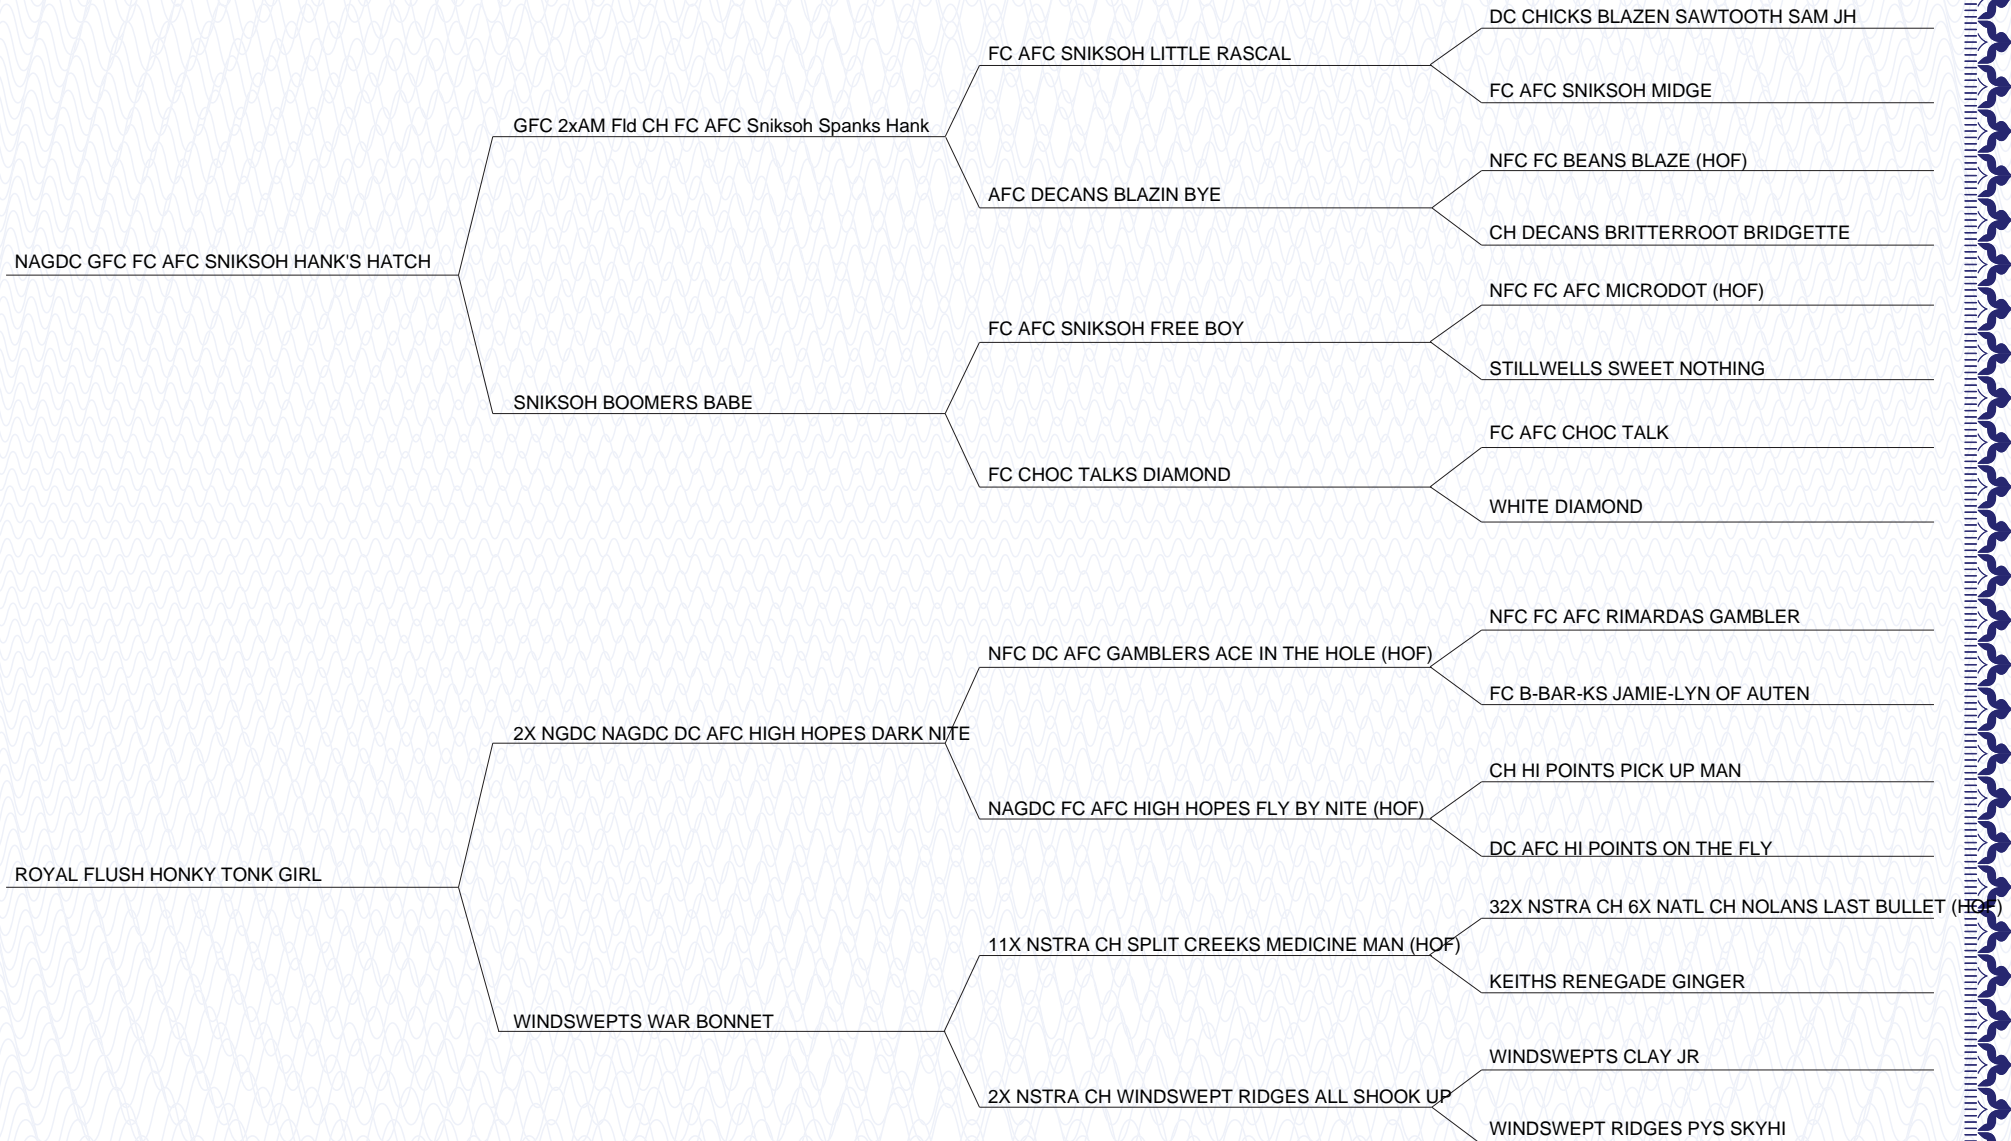 DC CHICKS BLAZEN SAWTOOTH SAM JH
FC AFC SNIKSOH LITTLE RASCAL
FC AFC SNIKSOH MIDGE
GFC 2xAM Fld CH FC AFC Sniksoh Spanks Hank
NFC FC BEANS BLAZE (HOF)
AFC DECANS BLAZIN BYE
CH DECANS BRITTERROOT BRIDGETTE
NAGDC GFC FC AFC SNIKSOH HANK'S HATCH
NFC FC AFC MICRODOT (HOF)
FC AFC SNIKSOH FREE BOY
STILLWELLS SWEET NOTHING
SNIKSOH BOOMERS BABE
FC AFC CHOC TALK
FC CHOC TALKS DIAMOND
WHITE DIAMOND
NFC FC AFC RIMARDAS GAMBLER
NFC DC AFC GAMBLERS ACE IN THE HOLE (HOF)
FC B-BAR-KS JAMIE-LYN OF AUTEN
2X NGDC NAGDC DC AFC HIGH HOPES DARK NITE
CH HI POINTS PICK UP MAN
NAGDC FC AFC HIGH HOPES FLY BY NITE (HOF)
DC AFC HI POINTS ON THE FLY
ROYAL FLUSH HONKY TONK GIRL
32X NSTRA CH 6X NATL CH NOLANS LAST BULLET (HOF)
11X NSTRA CH SPLIT CREEKS MEDICINE MAN (HOF)
KEITHS RENEGADE GINGER
WINDSWEPTS WAR BONNET
WINDSWEPTS CLAY JR
2X NSTRA CH WINDSWEPT RIDGES ALL SHOOK UP
WINDSWEPT RIDGES PYS SKYHI